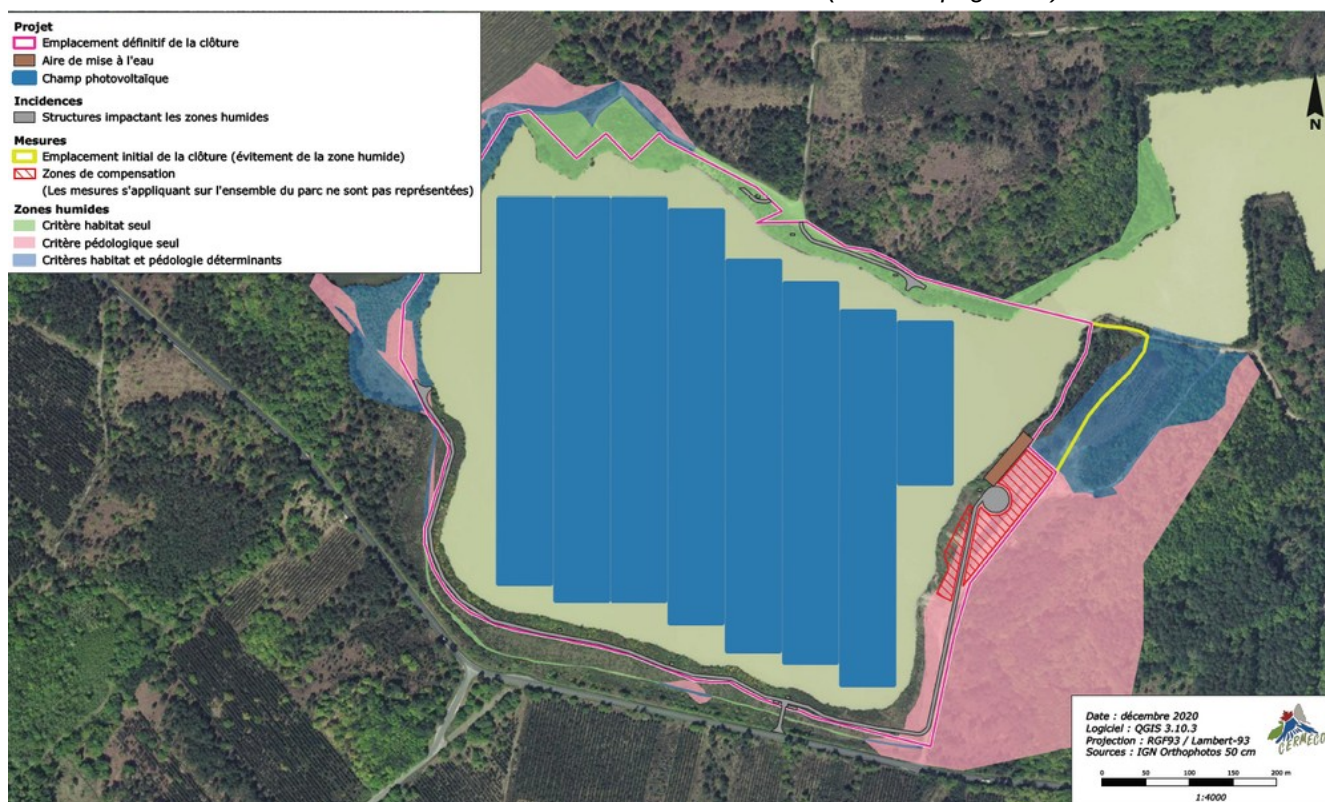 Projet
Emplacement définitif de la clôture
Aire de mise à l'eau
Champ photovoltaïque
Incidences
Structures impactant les zones humides
Mesures
Emplacement initial de la clôture (évitement de la zone humide)
Zones de compensation
(Les mesures s'appliquant sur l'ensemble du parc ne sont pas représentées)
Zones humides
Critère habitat seul
Critère pédologique seul
Critères habitat et pédologie déterminants
N
Date : décembre 2020
Logiciel : QGIS 3.10.3
Projection : RGF93 / Lambert-93
Sources : IGN Orthophotos 50 cm
CERMECO
0 50 100 150 200 m
1:4000